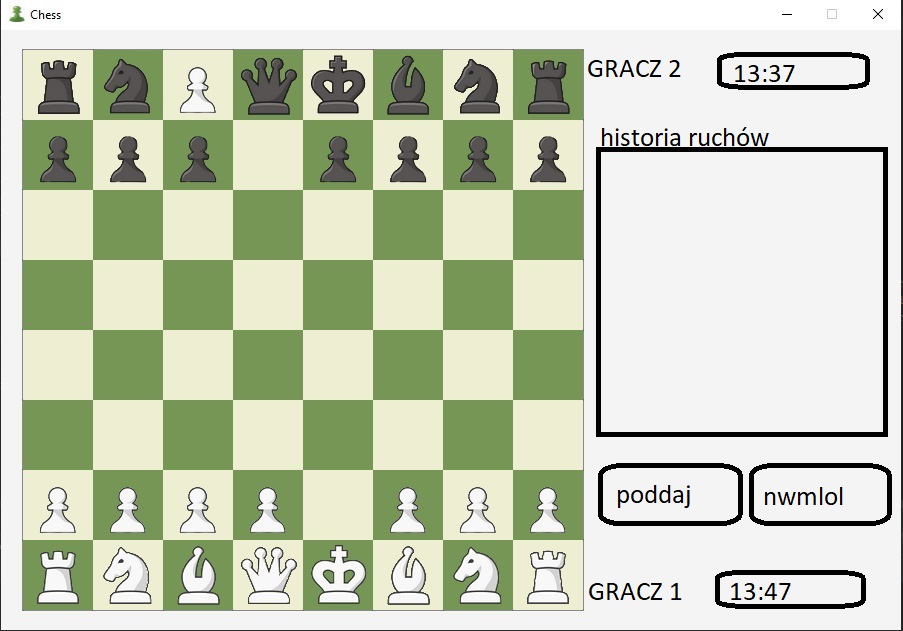 Chess
GRACZ 2
13:37
historia ruchów
poddaj
nwmlol
GRACZ 1
13:47